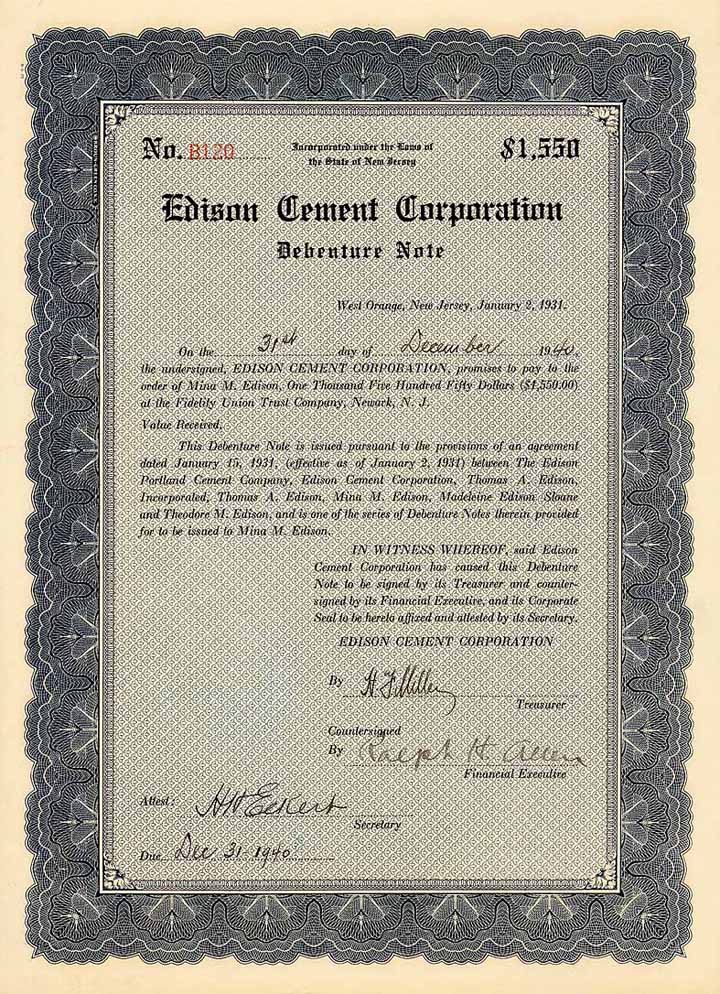 No. B120
Incorporated under the Laws of
the State of New Jersey
$1,550
Edison Cement Corporation
Debenture Note
West Orange, New Jersey, January 2, 1931.
On the 31st day of December 1940,
the undersigned, EDISON CEMENT CORPORATION, promises to pay to the
order of Mina M. Edison, One Thousand Five Hundred Fifty Dollars ($1,550.00)
at the Fidelity Union Trust Company, Newark, N. J.
Value Received.
This Debenture Note is issued pursuant to the provisions of an agreement
dated January 15, 1931, (effective as of January 2, 1931) between The Edison
Portland Cement Company, Edison Cement Corporation, Thomas A. Edison,
Incorporated, Thomas A. Edison, Mina M. Edison, Madeleine Edison Sloane
and Theodore M. Edison, and is one of the series of Debenture Notes therein provided
for to be issued to Mina M. Edison.
IN WITNESS WHEREOF, said Edison
Cement Corporation has caused this Debenture
Note to be signed by its Treasurer and counter-
signed by its Financial Executive, and its Corporate
Seal to be hereto affixed and attested by its Secretary.
EDISON CEMENT CORPORATION
By H. F. Miller
Treasurer
Countersigned
By Ralph H. Allen
Financial Executive
Attest: H. W. Eckert
Secretary
Due Dec 31-1940